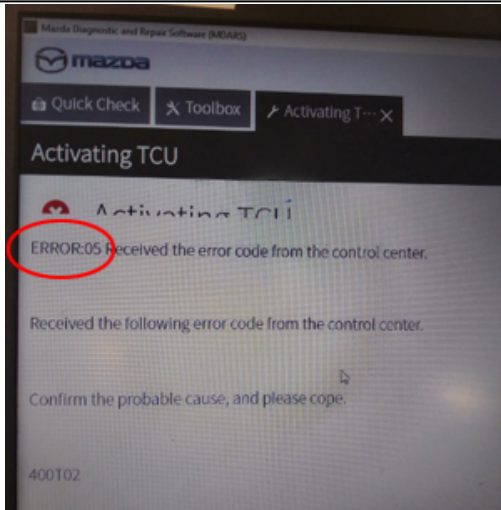 Mazda Diagnostic and Repair Software (MDARS)
mazda
Quick Check
Toolbox
Activating T...
Activating TCU
Activating TCU
ERROR:05 Received the error code from the control center.
Received the following error code from the control center.
Confirm the probable cause, and please cope.
400T02